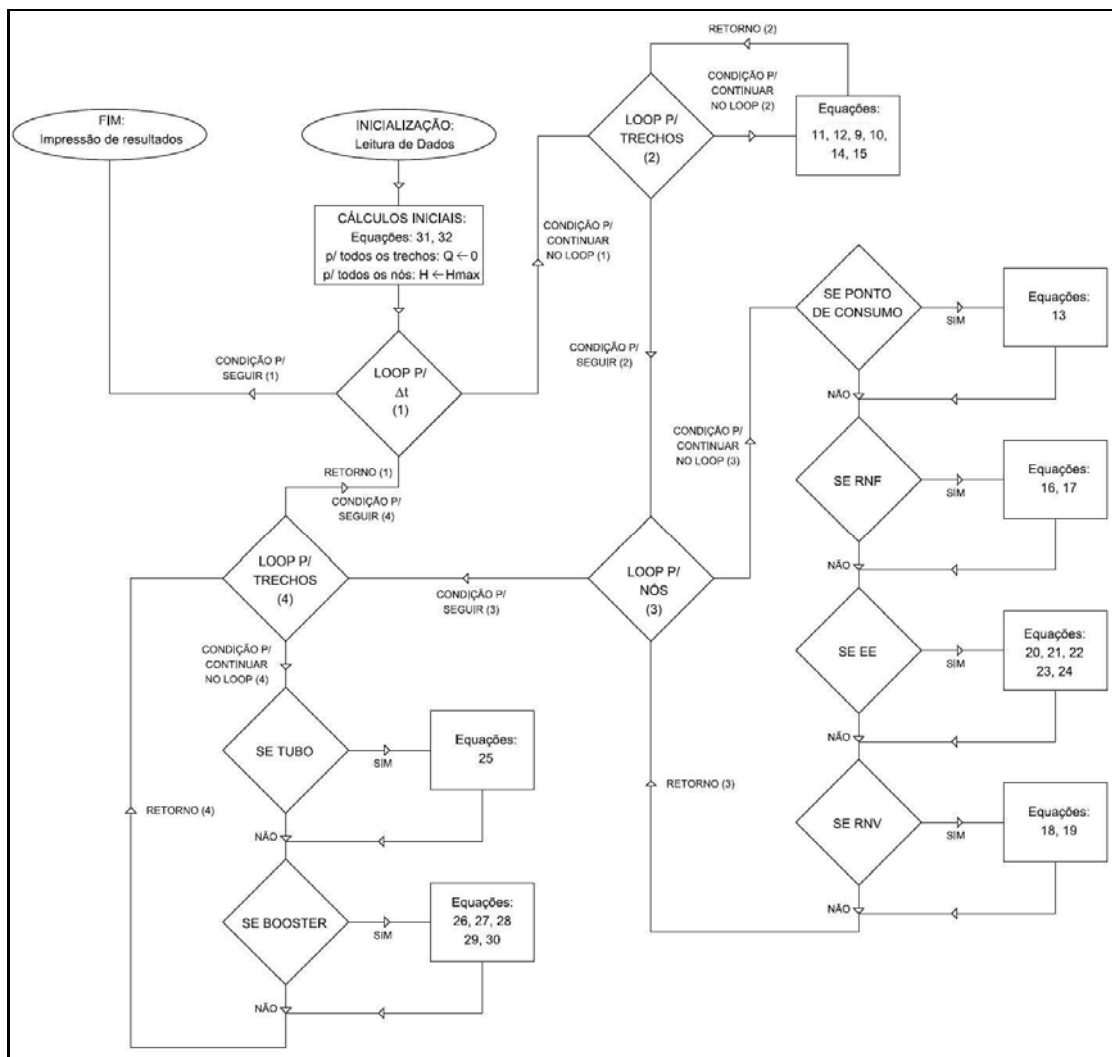 RETORNO (2)
CONDIÇÃO P/
CONTINUAR
NO LOOP (2)
FIM:
Impressão de resultados
INICIALIZAÇÃO:
Leitura de Dados
LOOP P/
TRECHOS
(2)
Equações:
11, 12, 9, 10,
14, 15
CÁLCULOS INICIAIS:
Equações: 31, 32
p/ todos os trechos: Q ← 0
p/ todos os nós: H ← Hmax
CONDIÇÃO P/
CONTINUAR
NO LOOP (1)
SE PONTO
DE CONSUMO
SIM
Equações:
13
CONDIÇÃO P/
SEGUIR (1)
LOOP P/
Δt
(1)
CONDIÇÃO P/
SEGUIR (2)
NÃO
CONDIÇÃO P/
CONTINUAR
NO LOOP (3)
RETORNO (1)
CONDIÇÃO P/
SEGUIR (4)
SE RNF
SIM
Equações:
16, 17
LOOP P/
TRECHOS
(4)
CONDIÇÃO P/
SEGUIR (3)
LOOP P/
NÓS
(3)
NÃO
CONDIÇÃO P/
CONTINUAR
NO LOOP (4)
SE EE
SIM
Equações:
20, 21, 22
23, 24
NÃO
SE TUBO
SIM
Equações:
25
RETORNO (4)
RETORNO (3)
NÃO
SE RNV
SIM
Equações:
18, 19
NÃO
SE BOOSTER
SIM
Equações:
26, 27, 28
29, 30
NÃO